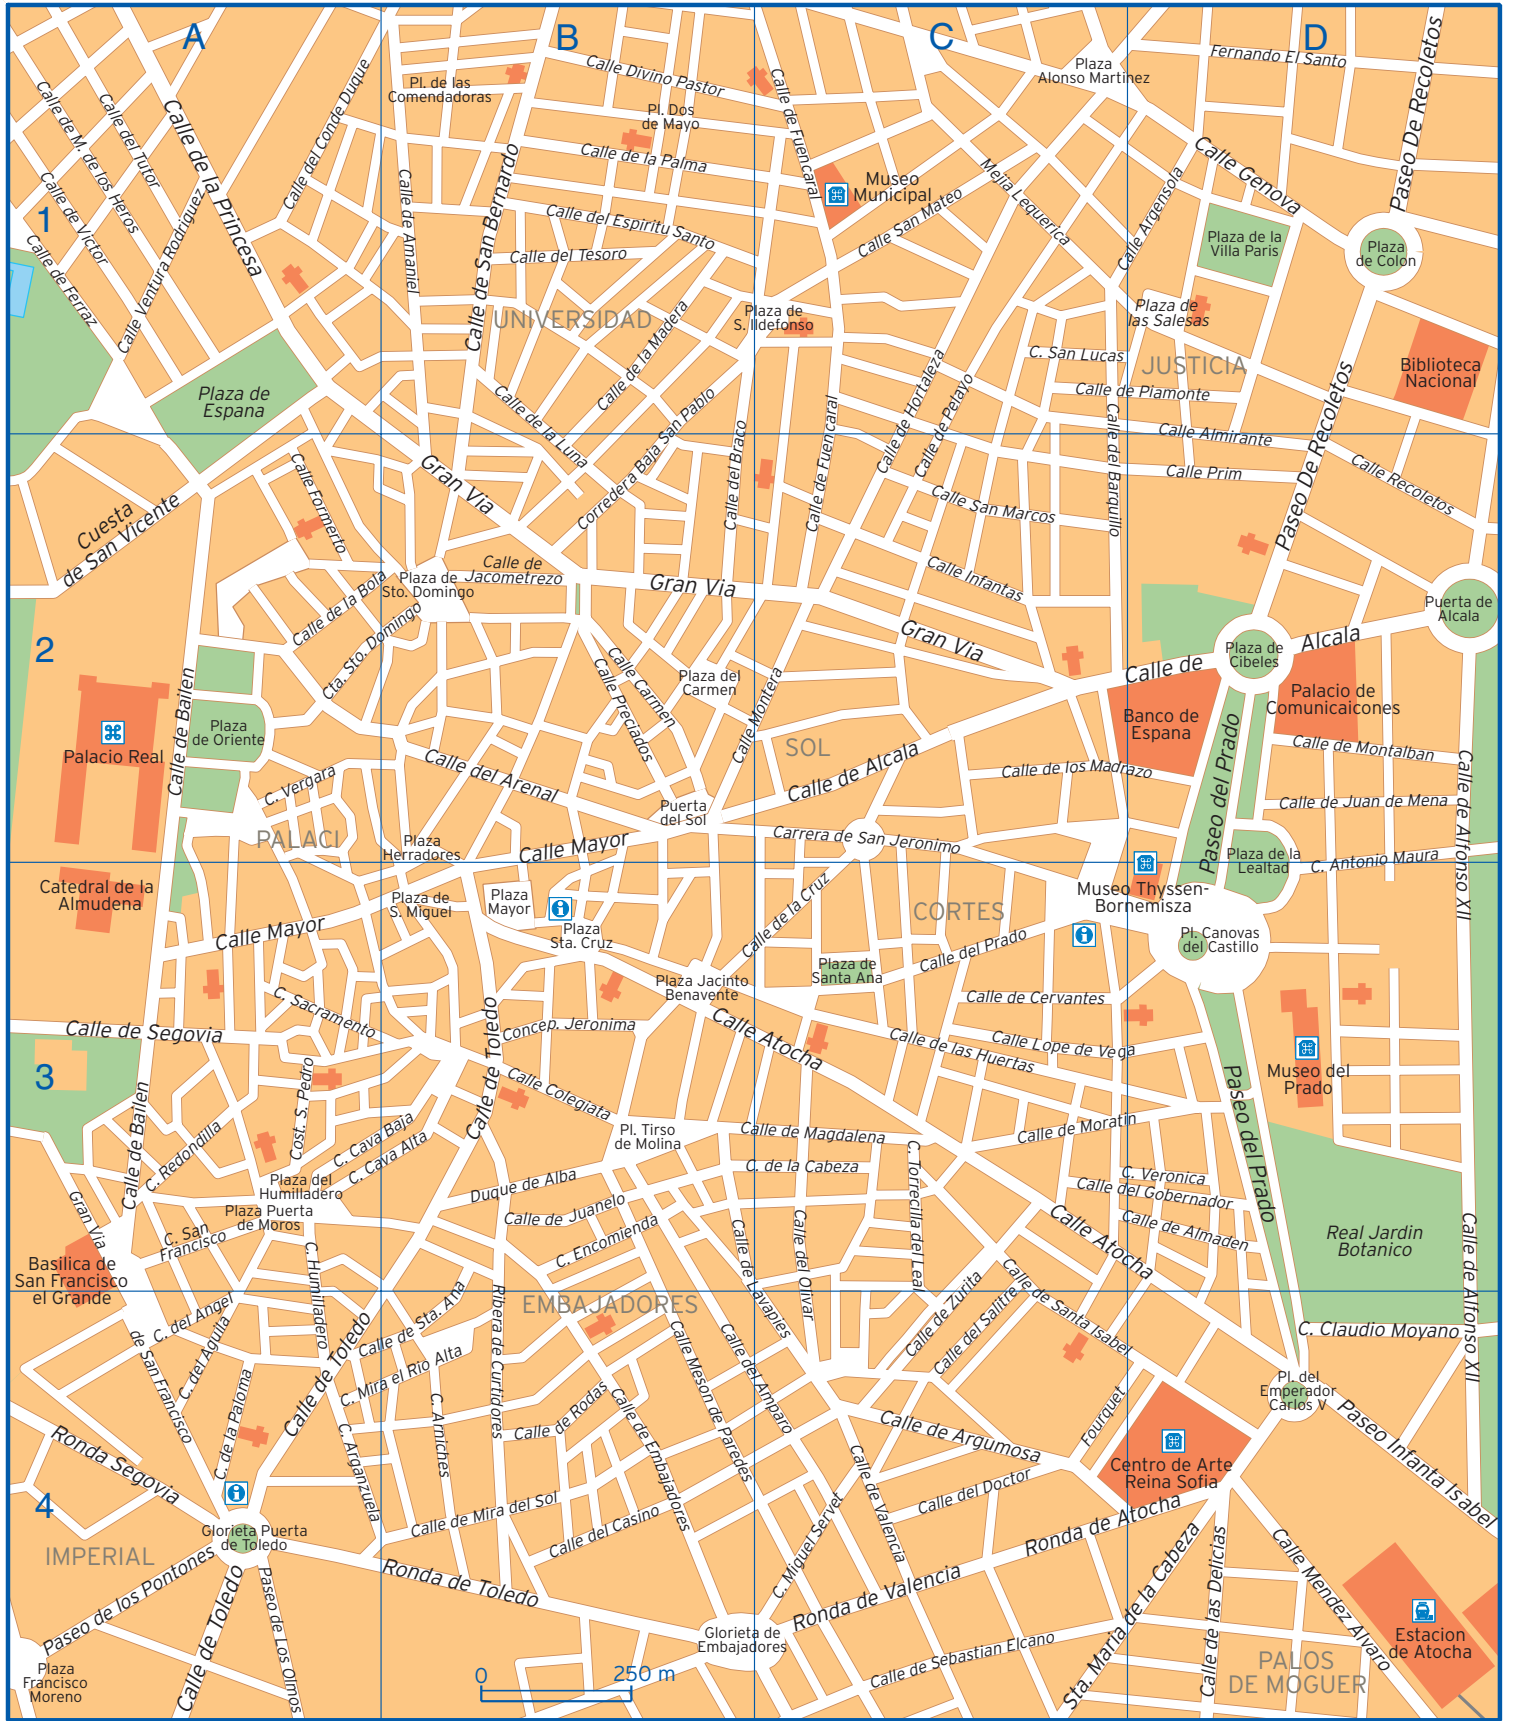 A
B
C
D
1
2
3
4
Calle de M. de los Heros
Calle del Tutor
Calle de la Princesa
Calle del Conde Duque
Calle de Victor
Calle de Ferraz
Calle Ventura Rodriguez
Plaza de
Espana
Pl. de las
Comendadoras
Calle de Amaniel
Calle de San Bernardo
Calle Divino Pastor
Pl. Dos
de Mayo
Calle de la Palma
Calle del Espiritu Santo
Calle del Tesoro
UNIVERSIDAD
Calle de la Madera
Calle de la Luna
Corredera Baja San Pablo
Calle de Fuencaral
Museo
Municipal
Calle San Mateo
Mejia Lequerica
Plaza
Alonso Martinez
Plaza de
S. Ildefonso
Calle de Hortaleza
Calle de Pelayo
C. San Lucas
Calle de Piamonte
Calle Argensola
Fernando El Santo
Calle Genova
Paseo De Recoletos
Plaza de la
Villa Paris
Plaza
de Colon
Plaza de
las Salesas
JUSTICIA
Biblioteca
Nacional
Calle Almirante
Calle Prim
Paseo De Recoletos
Calle Recoletos
Calle del Barquillo
Cuesta
de San Vicente
Calle Formerto
Gran Via
Calle del Braco
Calle de Fuencaral
Calle San Marcos
Calle Infantas
Calle de
Jacometrezo
Plaza de
Sto. Domingo
Calle de la Bola
Cta. Sto. Domingo
Gran Via
Gran Via
Puerta de
Alcala
Calle de
Alcala
Plaza de
Cibeles
Calle Carmen
Calle Preciados
Plaza del
Carmen
Calle Montera
Calle de Bailen
Palacio Real
Plaza
de Oriente
C. Vergara
Calle del Arenal
SOL
Calle de Alcala
Banco de
Espana
Palacio de
Comunicaicones
Calle de Montalban
Calle de los Madrazo
Calle de Juan de Mena
Paseo del Prado
Calle de Alfonso XII
PALACI
Plaza
Herradores
Calle Mayor
Puerta
del Sol
Carrera de San Jeronimo
Plaza de la
Lealtad
C. Antonio Maura
Catedral de la
Almudena
Calle Mayor
Plaza de
S. Miguel
Plaza
Mayor
Plaza
Sta. Cruz
Calle de la Cruz
CORTES
Museo Thyssen-
Bornemisza
Pl. Canovas
del Castillo
Calle del Prado
Plaza de
Santa Ana
Plaza Jacinto
Benavente
Calle de Cervantes
C. Sacramento
Calle de Segovia
Calle de Toledo
Concep. Jeronima
Calle Atocha
Calle de las Huertas
Calle Lope de Vega
Museo del
Prado
Calle Colegiata
Cost. S. Pedro
Calle de Bailen
C. Redondilla
C. Cava Baja
C. Cava Alta
Pl. Tirso
de Molina
Calle de Magdalena
C. de la Cabeza
Calle de Moratin
Paseo del Prado
C. Veronica
Calle del Gobernador
Calle de Almaden
Plaza del
Humilladero
Plaza Puerta
de Moros
Duque de Alba
Calle de Juanelo
C. Encomienda
C. Torrecilla del Leal
Calle de Lavapies
Calle del Olivar
Calle Atocha
Real Jardin
Botanico
Calle de Alfonso XII
Gran Via
C. San
Francisco
Basilica de
San Francisco
el Grande
C. Humilladero
C. del Angel
de San Francisco
C. del Aguila
C. de la Paloma
Calle de Toledo
Calle de Sta. Ana
C. Mira el Rio Alta
Ribera de Curtidores
EMBAJADORES
Calle Meson de Paredes
Calle del Amparo
Calle de Zurita
Calle del Salitre
Calle de Santa Isabel
C. Claudio Moyano
Pl. del
Emperador
Carlos V
Paseo Infanta Isabel
Fourquet
Centro de Arte
Reina Sofia
Calle de Argumosa
Calle del Doctor
Calle de Valencia
C. Arganzuela
C. Arniches
Calle de Rodas
Calle de Embajadores
Calle de Mira del Sol
Calle del Casino
C. Miguel Servet
Ronda Segovia
Glorieta Puerta
de Toledo
IMPERIAL
Paseo de los Pontones
Calle de Toledo
Paseo de Los Olmos
Plaza
Francisco
Moreno
Ronda de Toledo
Glorieta de
Embajadores
Ronda de Valencia
Ronda de Atocha
Calle de Sebastian Elcano
Sta. Maria de la Cabeza
Calle de las Delicias
Calle Mendez Alvaro
PALOS
DE MOGUER
Estacion
de Atocha
0
250 m